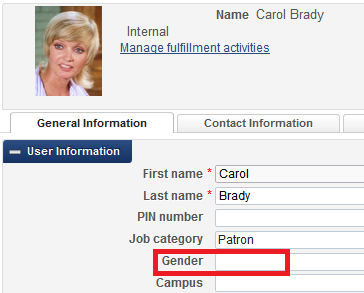 Name Carol Brady
Internal
Manage fulfillment activities
General Information Contact Information
User Information
First name * Carol
Last name * Brady
PIN number
Job category Patron
Gender
Campus